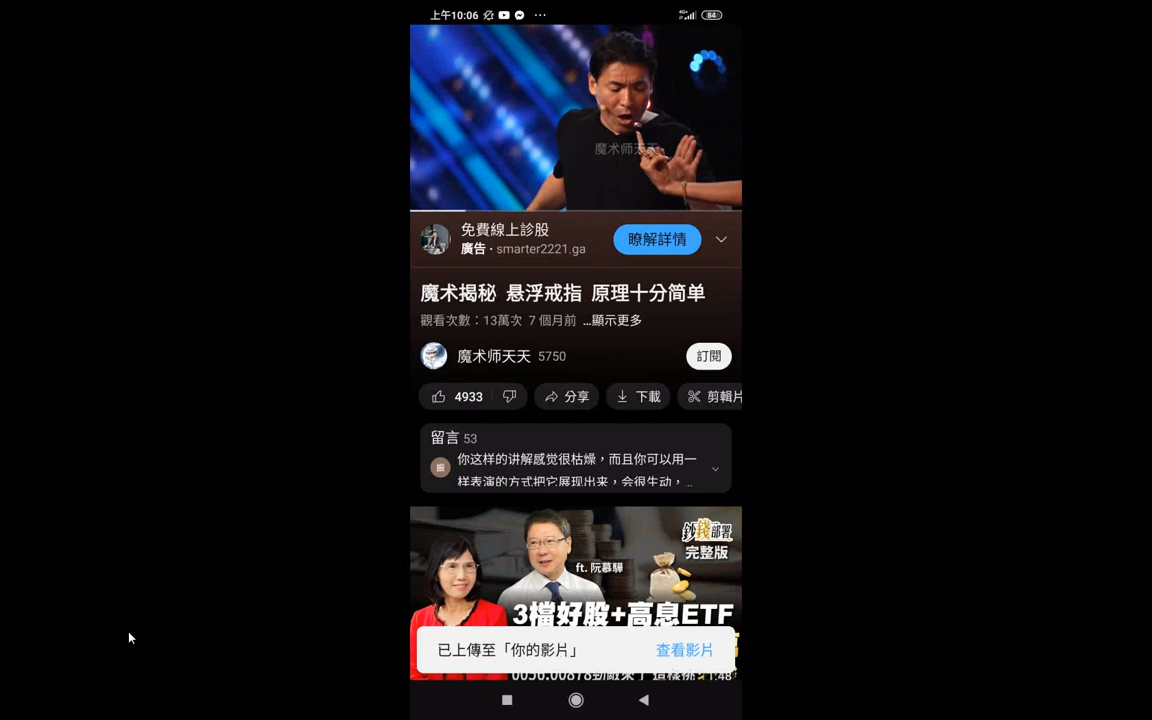 上午10:06
4G+
84
魔术师天天
免費線上診股
廣告 · smarter2221.ga
瞭解詳情
魔术揭秘 悬浮戒指 原理十分简单
觀看次數：13萬次 7 個月前 ...顯示更多
魔术师天天 5750
訂閱
4933
分享
下載
剪輯片
留言 53
振
你这样的讲解感觉很枯燥，而且你可以用一
样表演的方式把它展现出来，会很生动，...
鈔錢部署
完整版
ft. 阮慕驊
3檔好股+高息ETF
已上傳至「你的影片」
查看影片
1:48